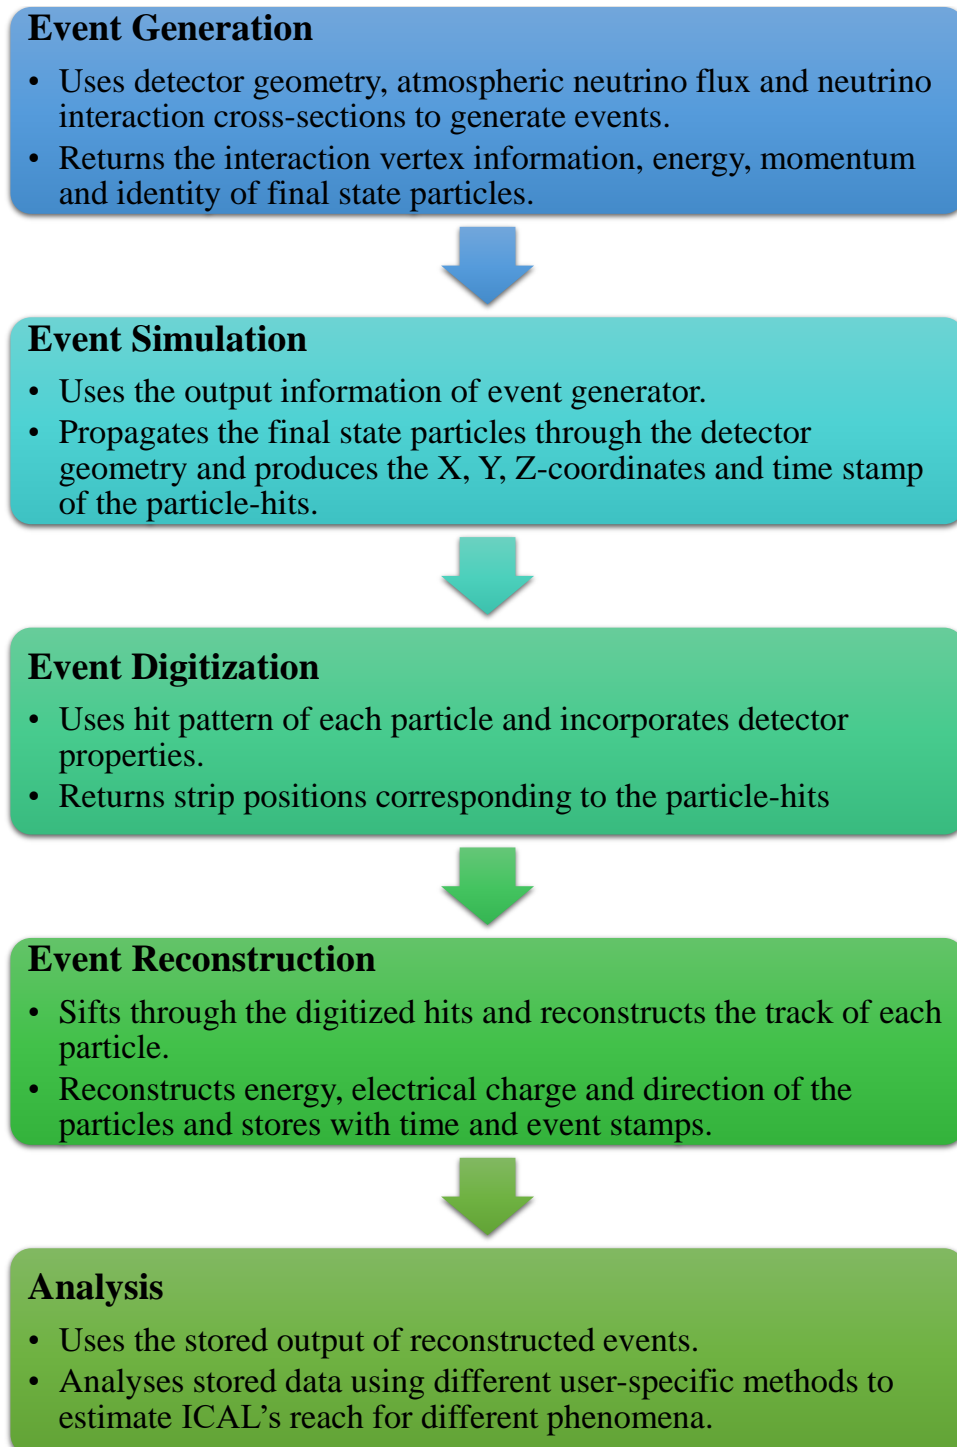 Event Generation
• Uses detector geometry, atmospheric neutrino flux and neutrino
interaction cross-sections to generate events.
• Returns the interaction vertex information, energy, momentum
and identity of final state particles.
Event Simulation
• Uses the output information of event generator.
• Propagates the final state particles through the detector
geometry and produces the X, Y, Z-coordinates and time stamp
of the particle-hits.
Event Digitization
• Uses hit pattern of each particle and incorporates detector
properties.
• Returns strip positions corresponding to the particle-hits
Event Reconstruction
• Sifts through the digitized hits and reconstructs the track of each
particle.
• Reconstructs energy, electrical charge and direction of the
particles and stores with time and event stamps.
Analysis
• Uses the stored output of reconstructed events.
• Analyses stored data using different user-specific methods to
estimate ICAL’s reach for different phenomena.